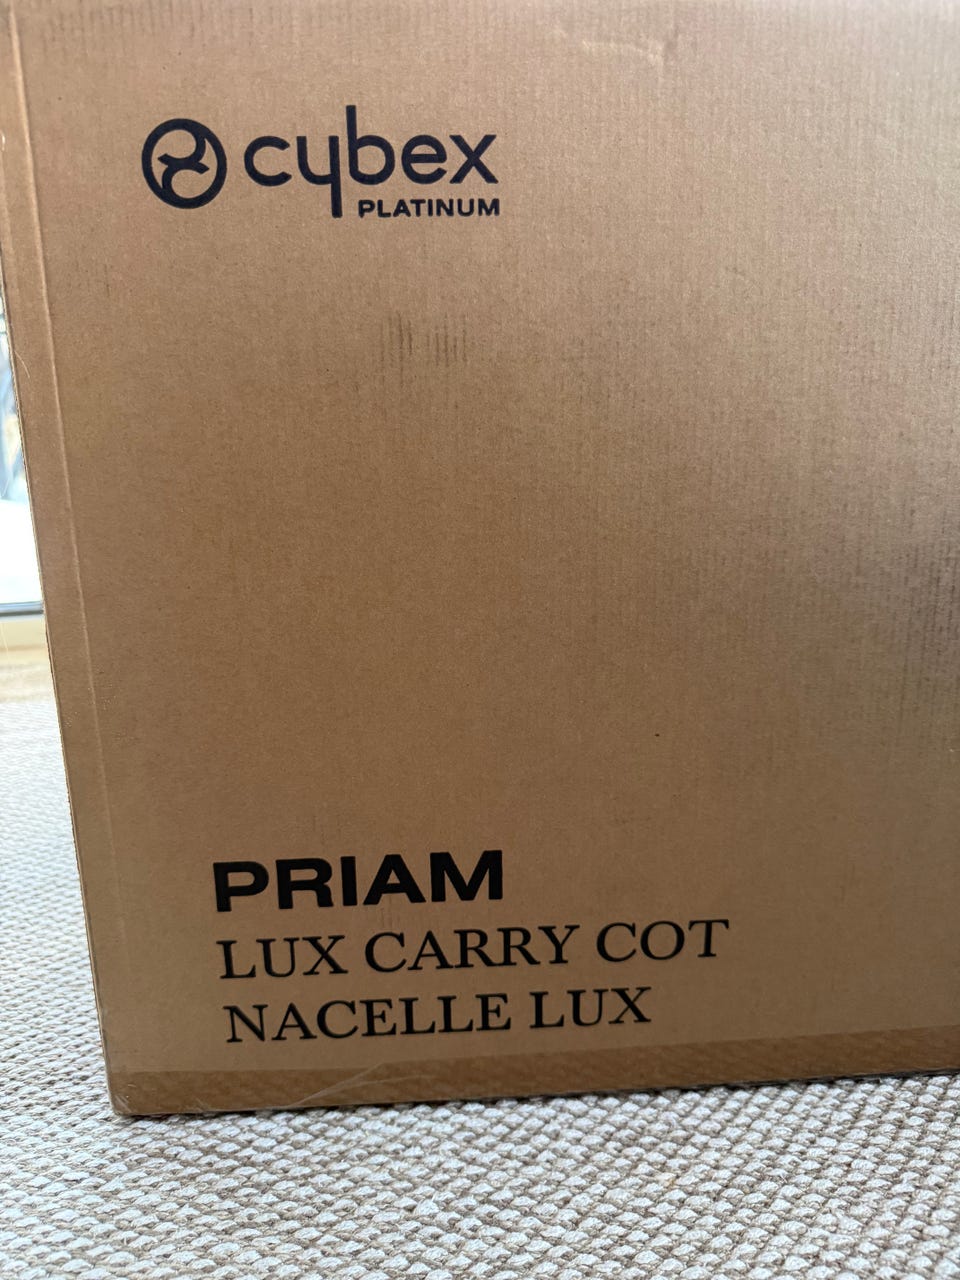 cybex
PLATINUM
PRIAM
LUX CARRY COT
NACELLE LUX